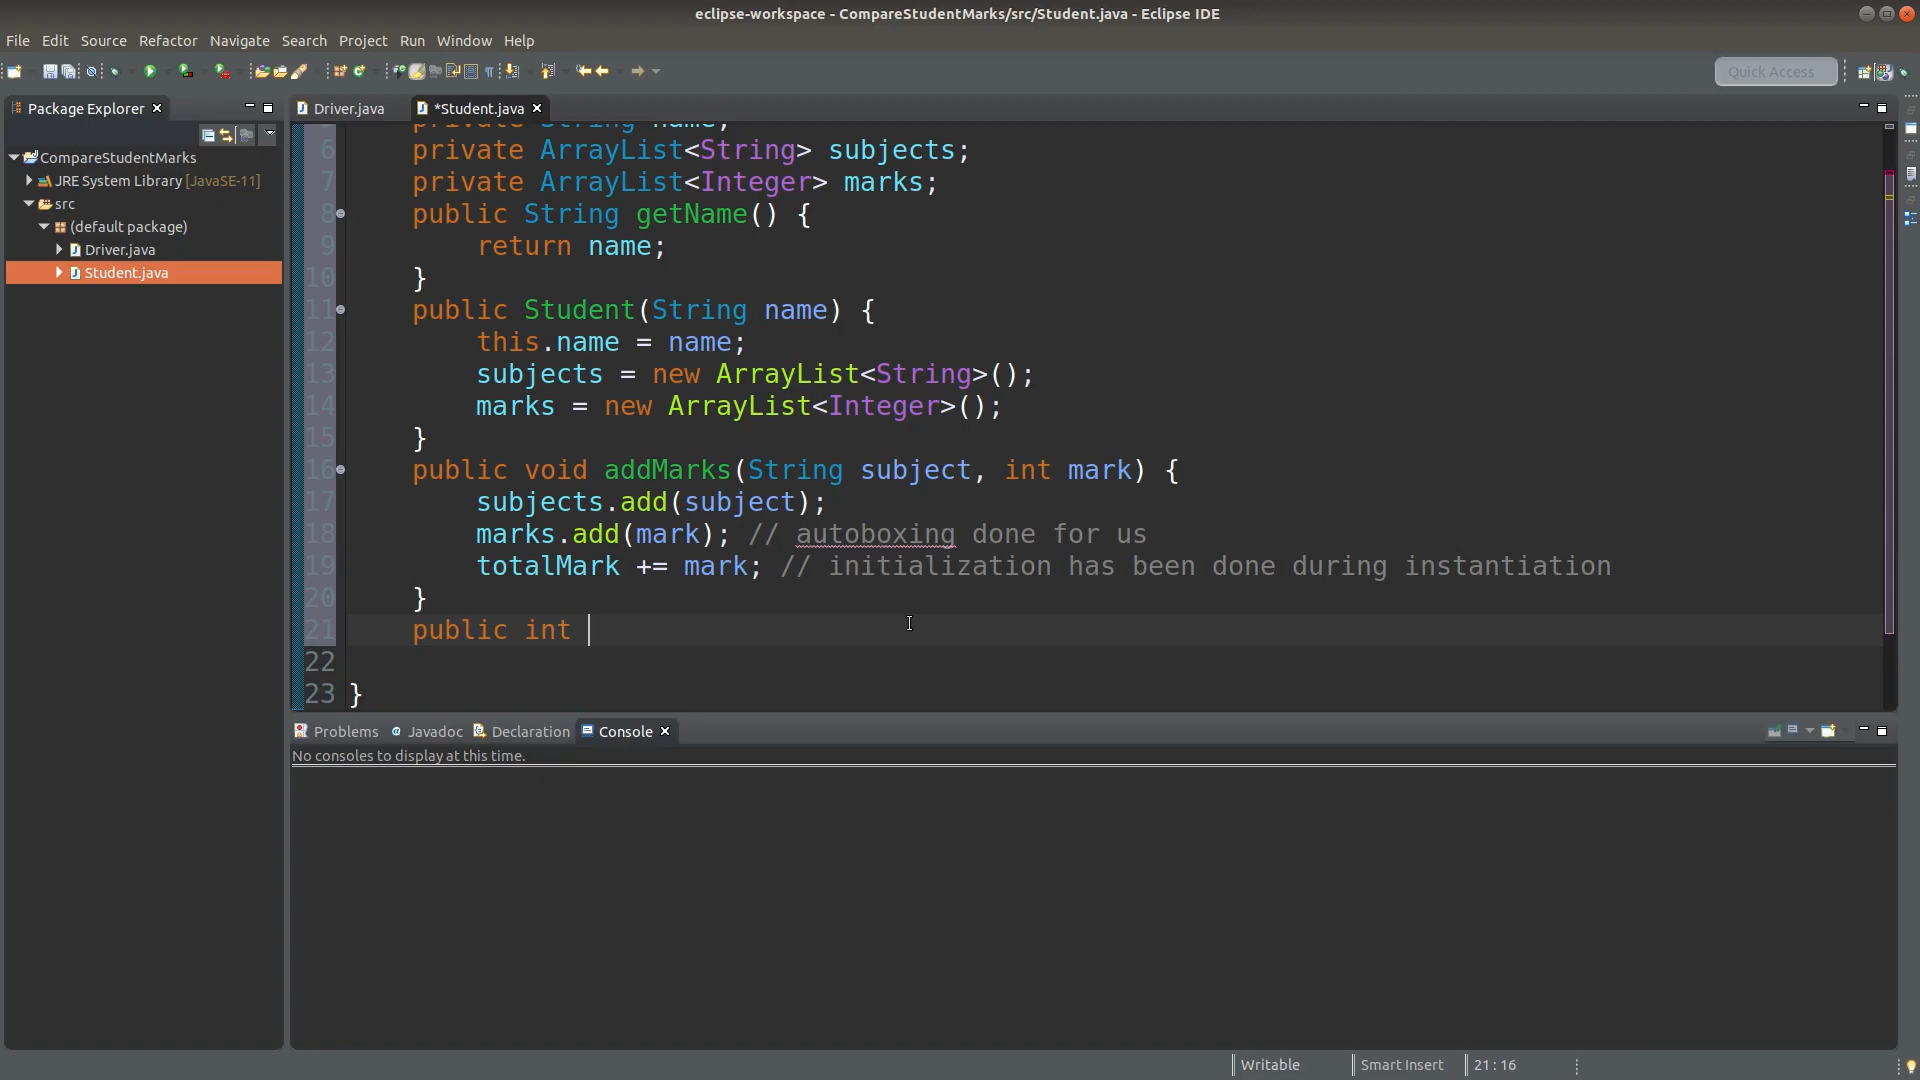 eclipse-workspace - CompareStudentMarks/src/Student.java - Eclipse IDE
File Edit Source Refactor Navigate Search Project Run Window Help
Quick Access
Package Explorer
Driver.java *Student.java
CompareStudentMarks
JRE System Library [JavaSE-11]
src
(default package)
Driver.java
Student.java
private String name;
6 private ArrayList<String> subjects;
7 private ArrayList<Integer> marks;
8 public String getName() {
9 return name;
10 }
11 public Student(String name) {
12 this.name = name;
13 subjects = new ArrayList<String>();
14 marks = new ArrayList<Integer>();
15 }
16 public void addMarks(String subject, int mark) {
17 subjects.add(subject);
18 marks.add(mark); // autoboxing done for us
19 totalMark += mark; // initialization has been done during instantiation
20 }
21 public int
22
23 }
Problems Javadoc Declaration Console
No consoles to display at this time.
Writable Smart Insert 21 : 16